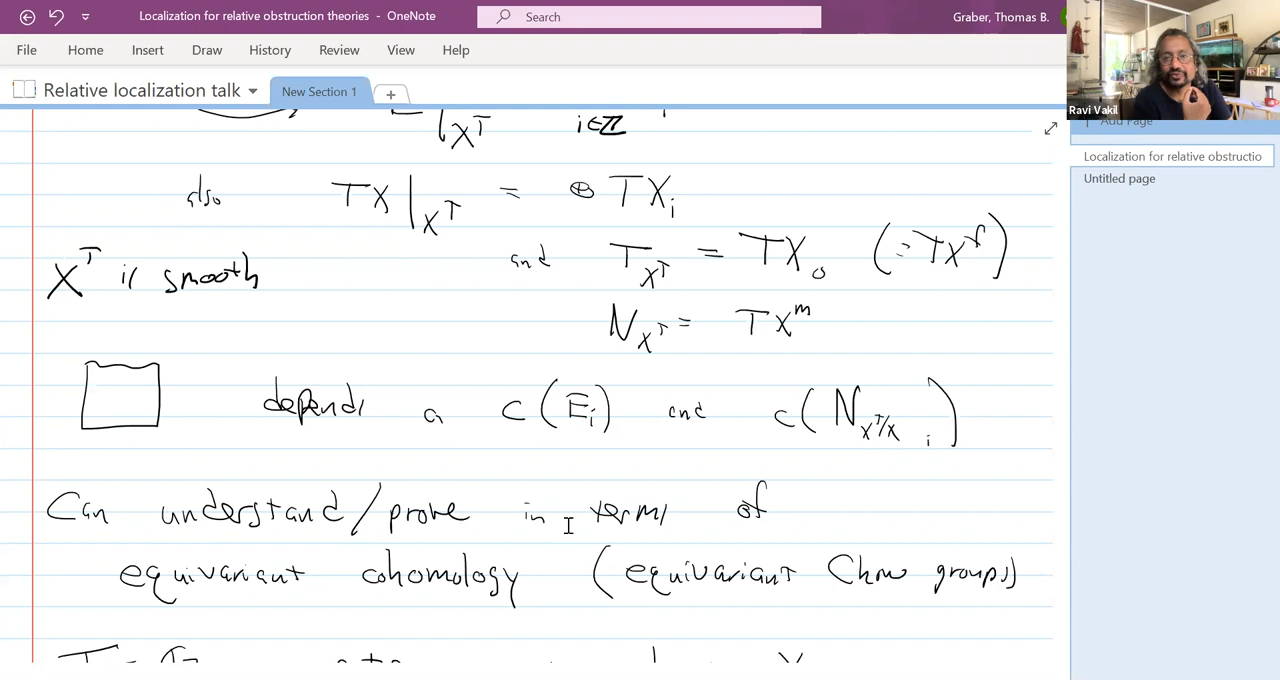 Localization for relative obstruction theories - OneNote
Search
Graber, Thomas B.
File Home Insert Draw History Review View Help
Relative localization talk
New Section 1
+
Ravi Vakil
Add Page
Localization for relative obstructio
Untitled page
|_{X^T} i∈ℤ
also TX|_{X^T} = ⊕ TX_i
X^T is smooth
and T_{X^T} = TX_0 (= TX^f)
N_{X^T} = TX^m
depends on c(E_i) and c(N_{X^T/X} i)
Can understand/prove in terms of
equivariant cohomology (equivariant Chow groups)